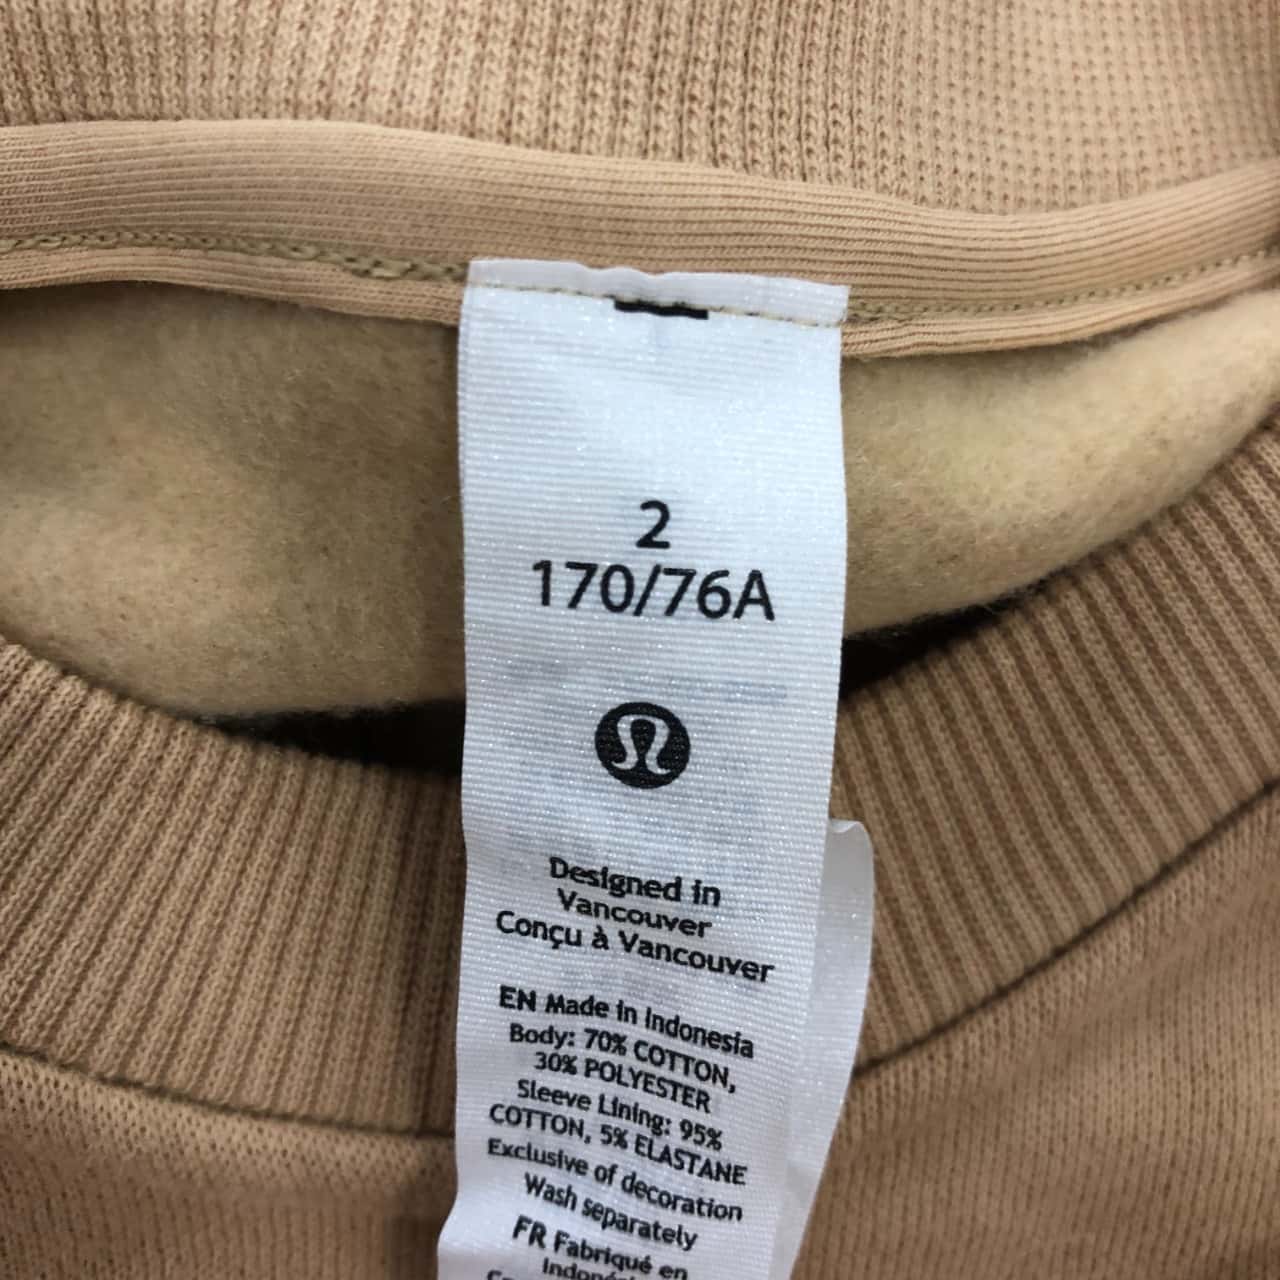 2
170/76A
Designed in
Vancouver
Conçu à Vancouver
EN Made in Indonesia
Body: 70% COTTON,
30% POLYESTER
Sleeve Lining: 95%
COTTON, 5% ELASTANE
Exclusive of decoration
Wash separately
FR Fabriqué en